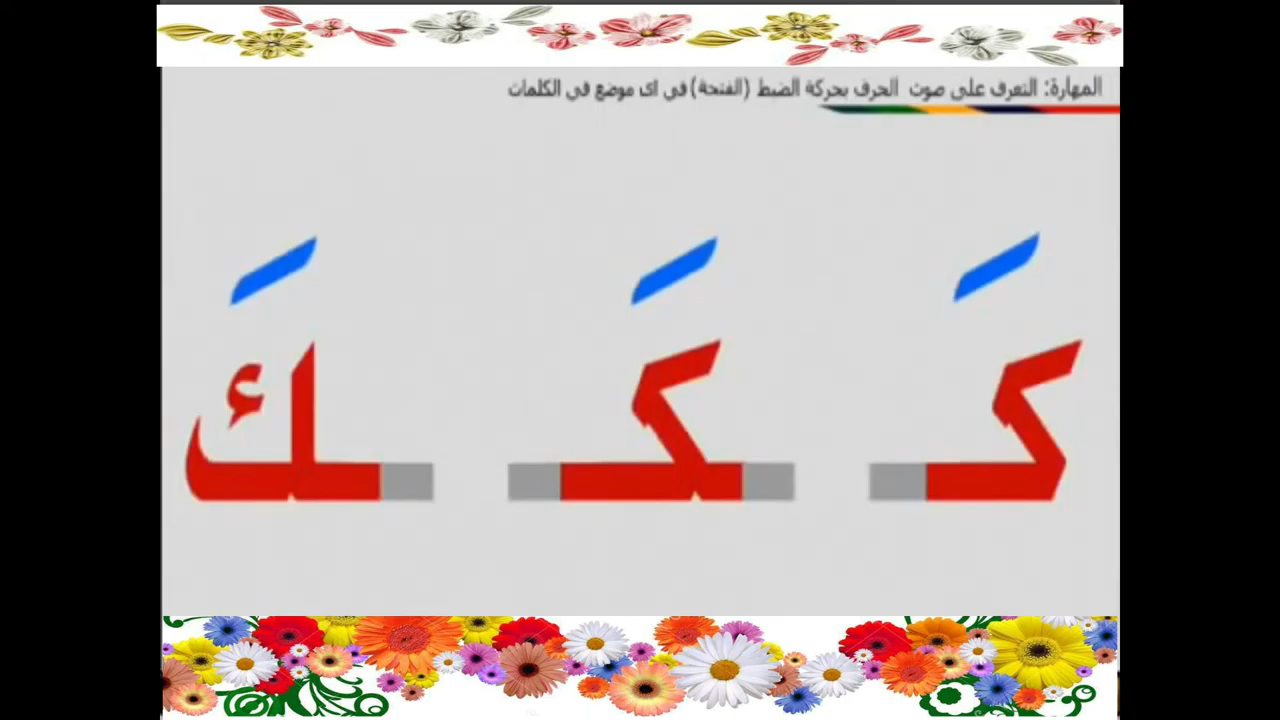 المهارة: التعرف على صوت الحرف بحركة الضبط (الفتحة) في اى موضع في الكلمات
كَـ ـكَـ ـكَ